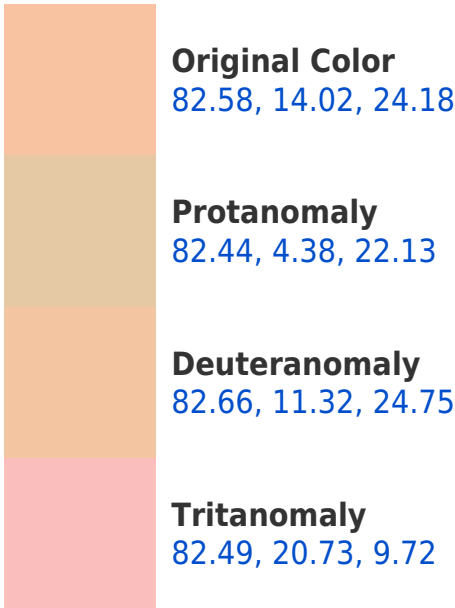 Original Color
82.58, 14.02, 24.18
Protanomaly
82.44, 4.38, 22.13
Deuteranomaly
82.66, 11.32, 24.75
Tritanomaly
82.49, 20.73, 9.72